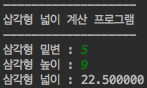 --------------------
삽각형 넓이 계산 프로그램
--------------------
삼각형 밑변 : 5
삼각형 높이 : 9
삼각형 넓이 : 22.500000